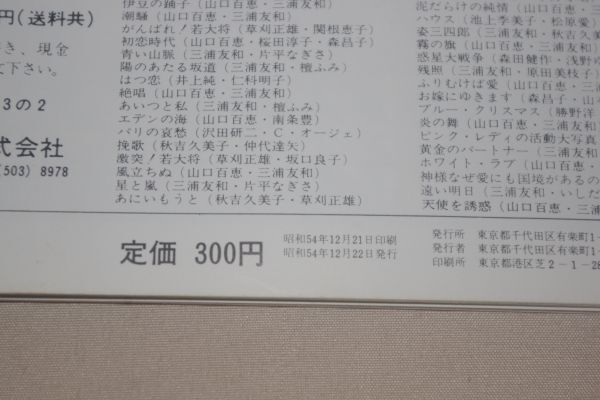 円(送料共)
き、現金
下さい。
3の2
式会社
(503) 8978
伊豆の踊子(山口百恵・三浦友和)
潮騒(山口百恵・三浦友和)
がんばれ!若大将(草刈正雄・関根恵子)
初恋時代(山口百恵・桜田淳子・森昌子)
青い山脈(三浦友和・片平なぎさ)
陽のあたる坂道(三浦友和・檀ふみ)
はつ恋(井上純一・仁科明子)
絶唱(山口百恵・三浦友和)
あいつと私(三浦友和・檀ふみ)
エデンの海(山口百恵・南条豊)
パリの哀愁(沢田研二・C・オージェ)
挽歌(秋吉久美子・仲代達矢)
激突!若大将(草刈正雄・坂口良子)
風立ちぬ(山口百恵・三浦友和)
星と嵐(三浦友和・片平なぎさ)
あにいもうと(秋吉久美子・草刈正雄)
泥だらけの純情(山口百恵・三
ハウス(池上季実子・松原愛)
姿三四郎(三浦友和・秋吉久
霧の旗(山口百恵・三浦友和)
惑星大戦争(森田健作・浅野ゆ
残照(三浦友和・原田美枝子)
ふりむけば愛(山口百恵・三浦
お嫁にゆきます(森昌子・山
ブルー・クリスマス(勝野洋
炎の舞(山口百恵・三浦友和
ピンク・レディの活動大写真
黄金のパートナー(三浦友和
ホワイト・ラブ(山口百恵・
神様なぜ愛にも国境があるの
遠い明日(三浦友和・いしだ
天使を誘惑(山口百恵・三浦
定価 300円
昭和54年12月21日印刷
昭和54年12月22日発行
発行所 東京都千代田区有楽町1-
発行者 東京都千代田区有楽町1-
印刷所 東京都港区芝2-1-28